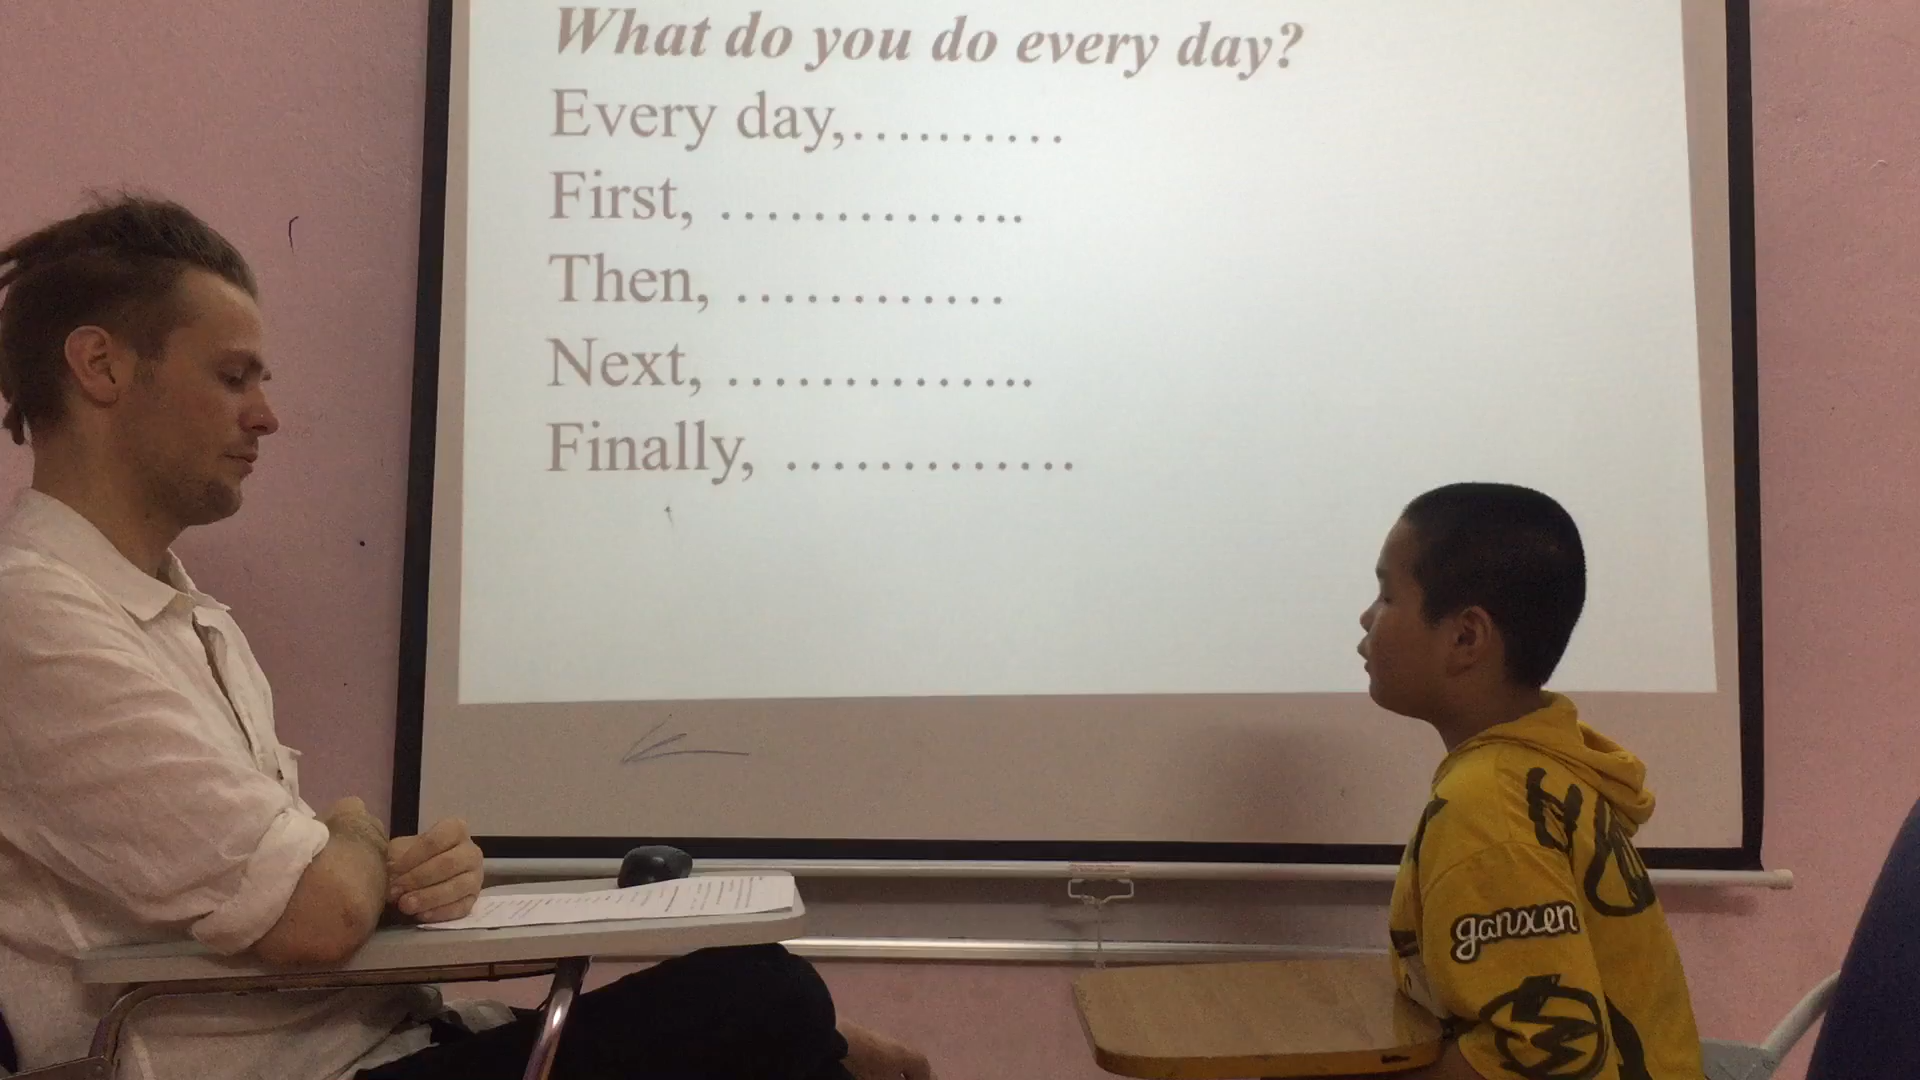 What do you do every day?
Every day,..........
First, ..............
Then, ............
Next, ..............
Finally, .............
ganxen